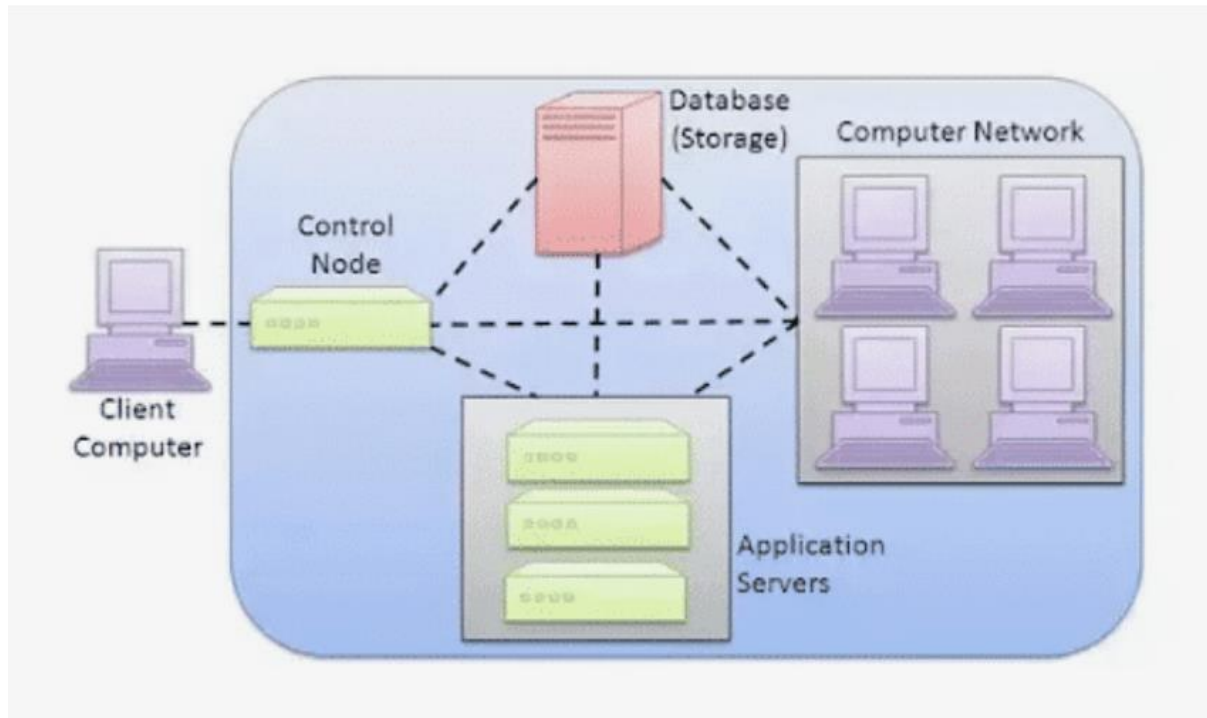 Database
(Storage)
Computer Network
Control
Node
Client
Computer
Application
Servers